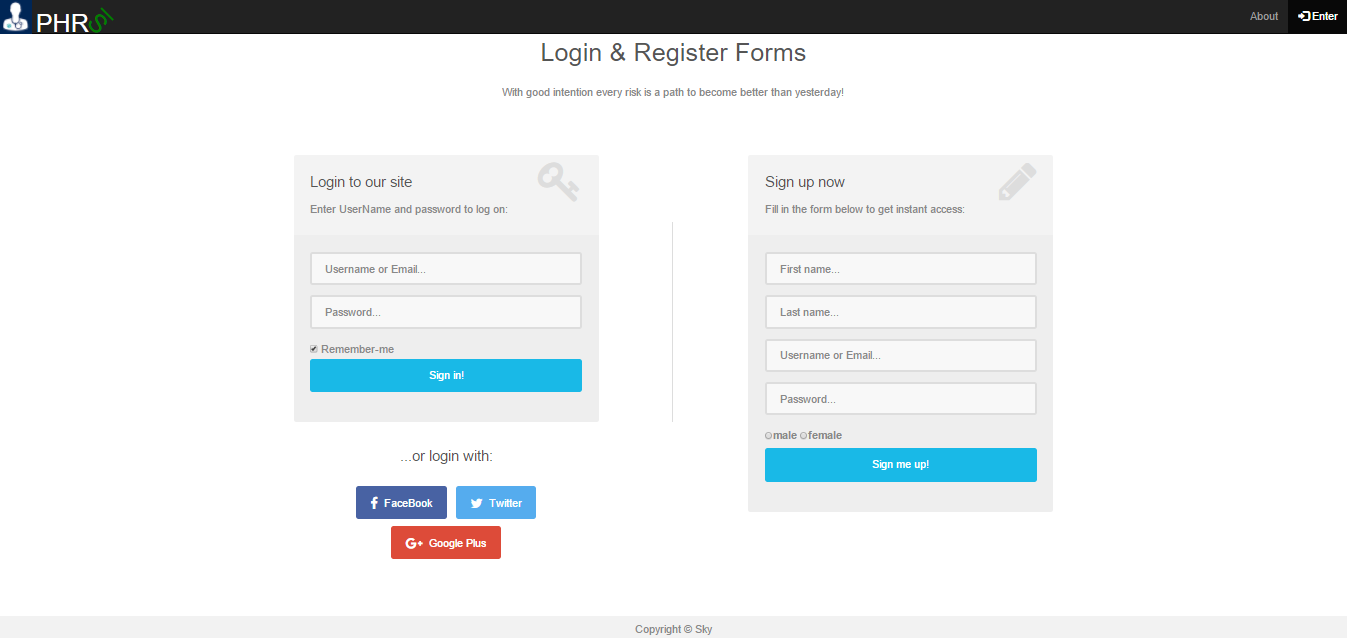 PHRSI
About
Enter
Login & Register Forms
With good intention every risk is a path to become better than yesterday!
Login to our site
Enter UserName and password to log on:
Username or Email...
Password...
Remember-me
Sign in!
...or login with:
FaceBook
Twitter
G+ Google Plus
Sign up now
Fill in the form below to get instant access:
First name...
Last name...
Username or Email...
Password...
male female
Sign me up!
Copyright © Sky